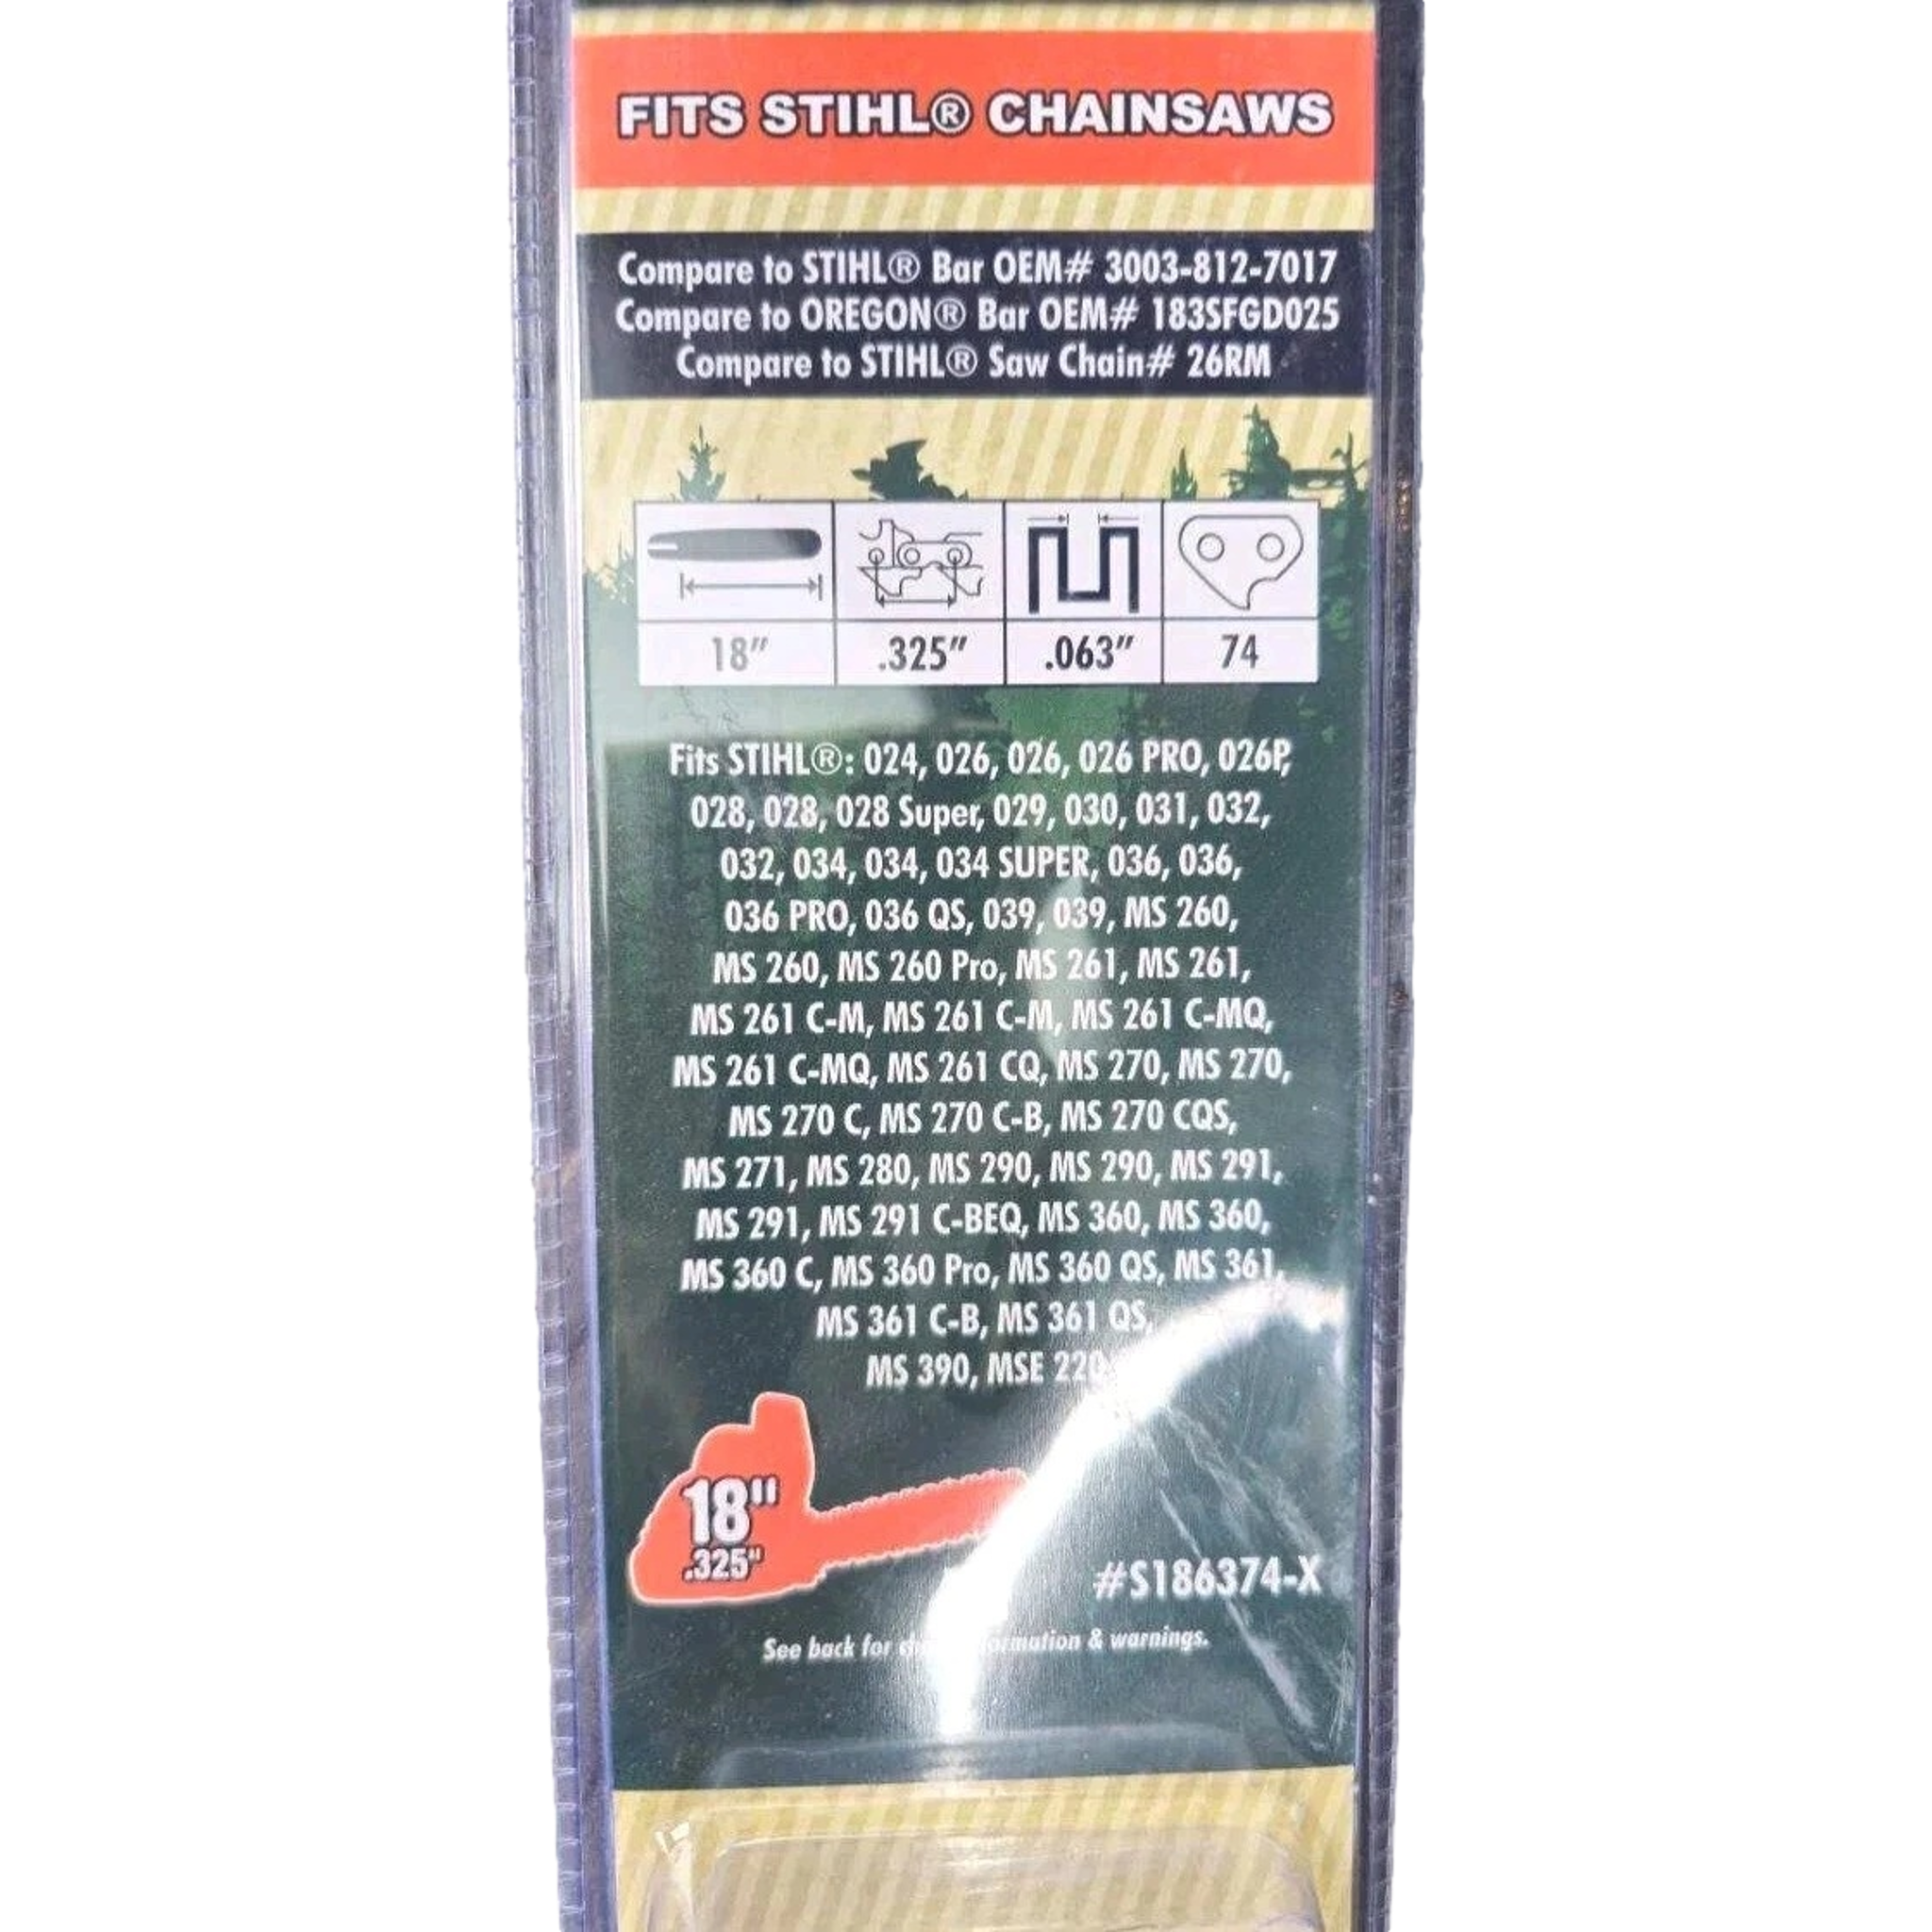 FITS STIHL® CHAINSAWS
Compare to STIHL® Bar OEM# 3003-812-7017
Compare to OREGON® Bar OEM# 183SFGD025
Compare to STIHL® Saw Chain# 26RM
18" .325" .063" 74
Fits STIHL®: 024, 026, 026, 026 PRO, 026P,
028, 028, 028 Super, 029, 030, 031, 032,
032, 034, 034, 034 SUPER, 036, 036,
036 PRO, 036 QS, 039, 039, MS 260,
MS 260, MS 260 Pro, MS 261, MS 261,
MS 261 C-M, MS 261 C-M, MS 261 C-MQ,
MS 261 C-MQ, MS 261 CQ, MS 270, MS 270,
MS 270 C, MS 270 C-B, MS 270 CQS,
MS 271, MS 280, MS 290, MS 290, MS 291,
MS 291, MS 291 C-BEQ, MS 360, MS 360,
MS 360 C, MS 360 Pro, MS 360 QS, MS 361,
MS 361 C-B, MS 361 QS,
MS 390, MSE 220
18"
.325"
#S186374-X
See back for & warnings.